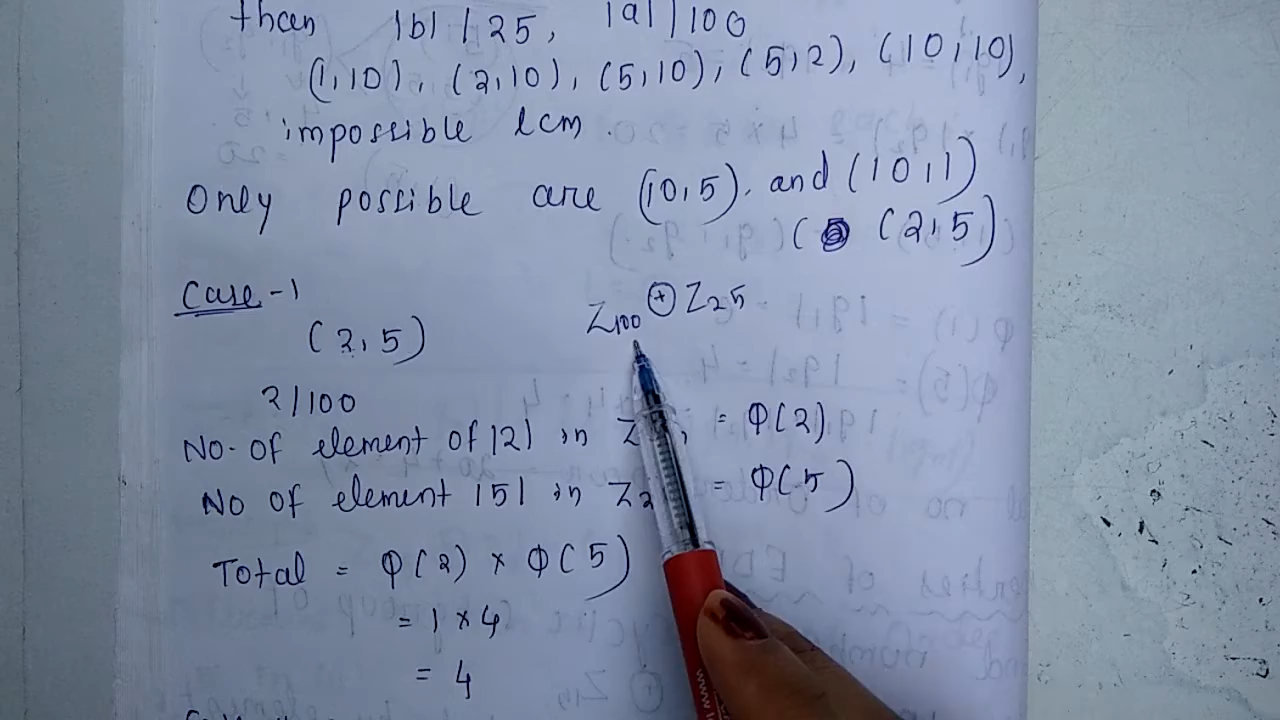 than |b| | 25, |a| | 100
(1,10), (2,10), (5,10), (5,2), (10,10),
impossible lcm.
Only possible are (10,5). and (10,1)
( (2,5)
Case-1
Z100 ⊕ Z25
(2,5)
2/100
No. of element of |2| in Z = Φ(2)
No of element |5| in Z2 = Φ(5)
Total = Φ(2) × Φ(5)
= 1 × 4
= 4